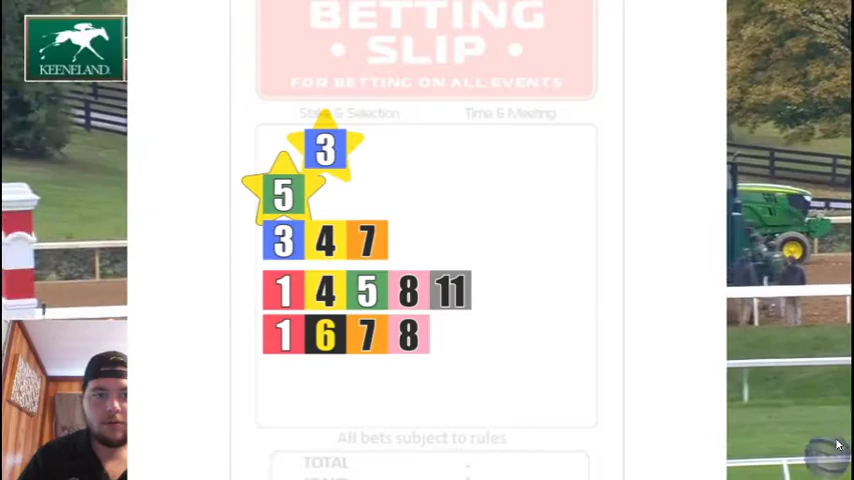 BETTING
• SLIP •
FOR BETTING ON ALL EVENTS
KEENELAND
Stake & Selection Time & Meeting
3
5
3 4 7
1 4 5 8 11
1 6 7 8
All bets subject to rules
TOTAL